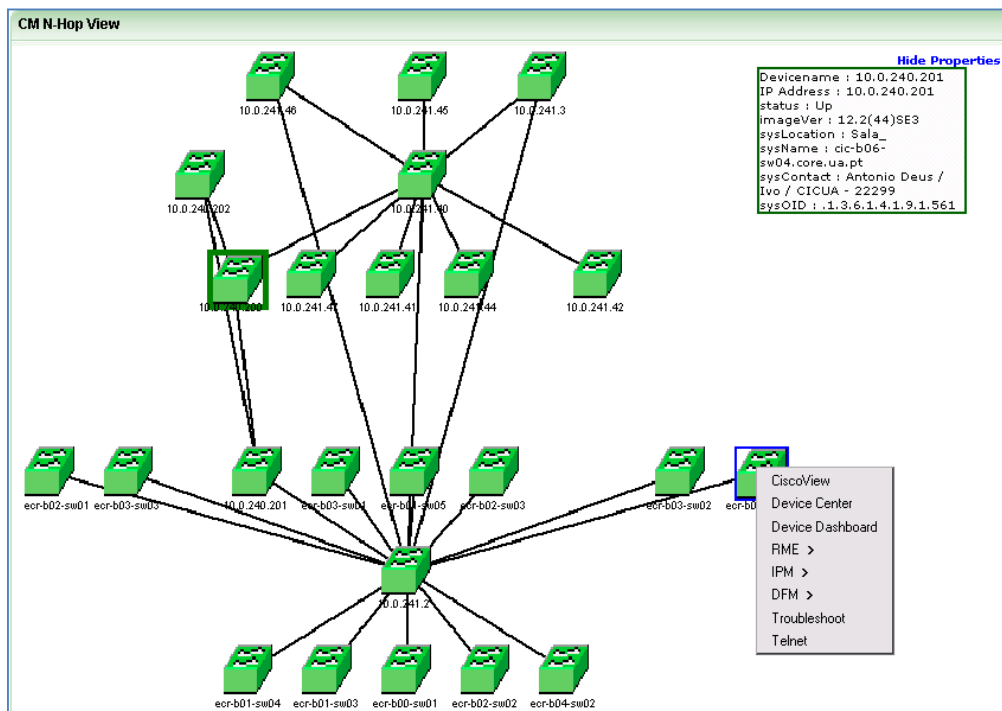 CM N-Hop View
Hide Properties
Devicename : 10.0.240.201
IP Address : 10.0.240.201
status : Up
imageVer : 12.2(44)SE3
sysLocation : Sala_
sysName : cic-b06-
sw04.core.ua.pt
sysContact : Antonio Deus /
Ivo / CICUA - 22299
sysOID : .1.3.6.1.4.1.9.1.561
10.0.241.46
10.0.241.45
10.0.241.3
10.0.240.202
10.0.241.40
10.0.240.200
10.0.241.47
10.0.241.41
10.0.241.44
10.0.241.42
ecr-b02-sw01
ecr-b03-sw03
10.0.240.201
ecr-b03-sw01
ecr-b01-sw05
ecr-b02-sw03
ecr-b03-sw02
CiscoView
Device Center
Device Dashboard
RME >
IPM >
DFM >
Troubleshoot
Telnet
10.0.241.2
ecr-b01-sw04
ecr-b01-sw03
ecr-b00-sw01
ecr-b02-sw02
ecr-b04-sw02